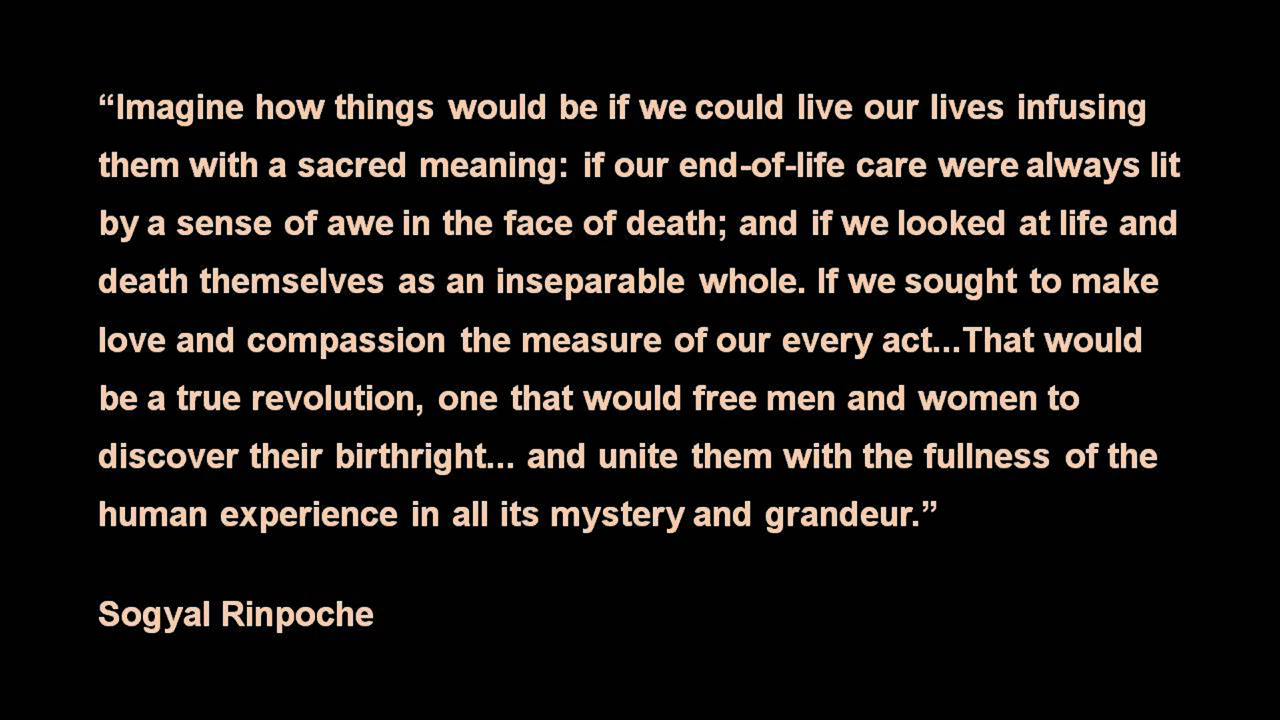 “Imagine how things would be if we could live our lives infusing
them with a sacred meaning: if our end-of-life care were always lit
by a sense of awe in the face of death; and if we looked at life and
death themselves as an inseparable whole. If we sought to make
love and compassion the measure of our every act...That would
be a true revolution, one that would free men and women to
discover their birthright... and unite them with the fullness of the
human experience in all its mystery and grandeur.”
Sogyal Rinpoche